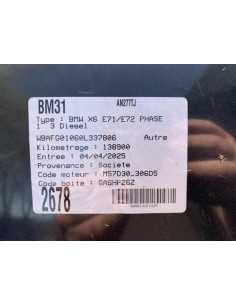 BM31
AN277TJ
Type : BMW X6 E71/E72 PHASE
1 3 Diesel
WBAFG01060L337806 Autre
Kilometrage : 138900
Entree : 04/04/2025
Provenance : Societe
Code moteur : M57D30_306D5
Code boite : GA6HP26Z
2678